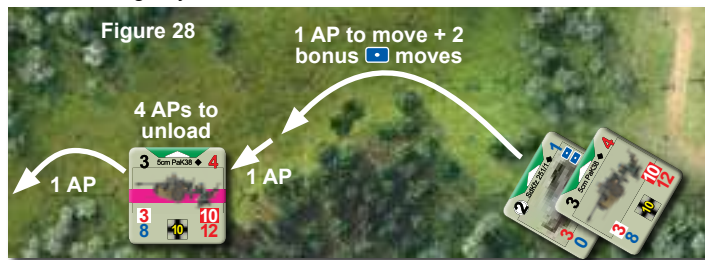 Figure 28
1 AP to move + 2
bonus moves
4 APs to
unload
1 AP
1 AP
3 5cm PaK38 ◆ 4
3 10
8 10 12
1
SdKfz 251/1 ◆
2 3 0
4
5cm PaK38 ◆
3
10
12
10
3
8